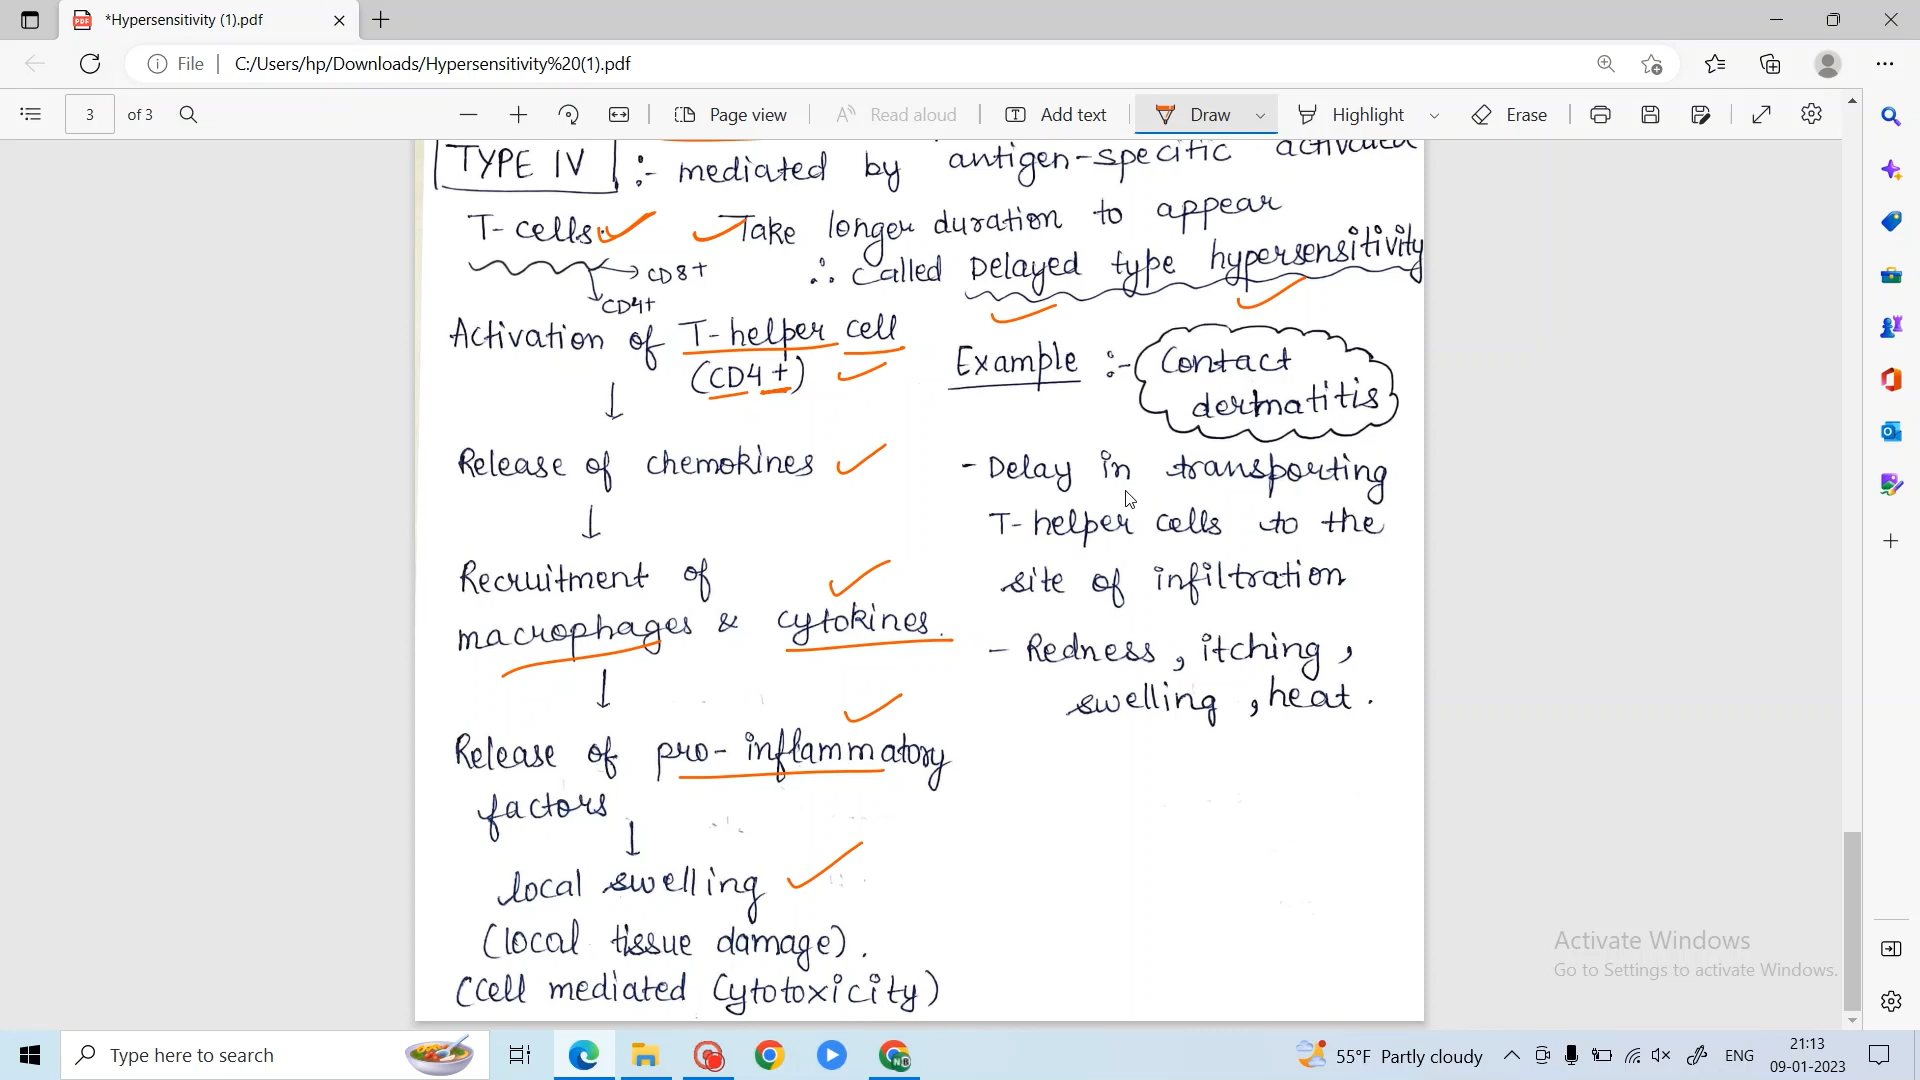 *Hypersensitivity (1).pdf
File C:/Users/hp/Downloads/Hypersensitivity%20(1).pdf
3 of 3 Page view Read aloud Add text Draw Highlight Erase
TYPE IV :- mediated by antigen-specific activated
T-cells. Take longer duration to appear
→ CD8+ ∴ called Delayed type hypersensitivity
CD4+
Activation of T-helper cell
(CD4+)
↓
Release of chemokines
↓
Recruitment of
macrophages & cytokines.
↓
Release of pro-inflammatory
factors
↓
local swelling
(local tissue damage).
(cell mediated cytotoxicity)
Example :- Contact
dermatitis
- Delay in transporting
T-helper cells to the
site of infiltration
- Redness, itching,
swelling, heat.
Activate Windows
Go to Settings to activate Windows.
Type here to search
55°F Partly cloudy
ENG
21:13
09-01-2023